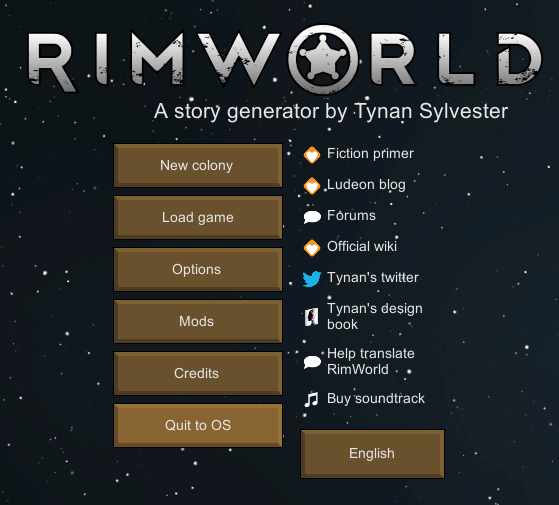 RIMWORLD
A story generator by Tynan Sylvester
New colony
Load game
Options
Mods
Credits
Quit to OS
Fiction primer
Ludeon blog
Forums
Official wiki
Tynan's twitter
Tynan's design
book
Help translate
RimWorld
Buy soundtrack
English